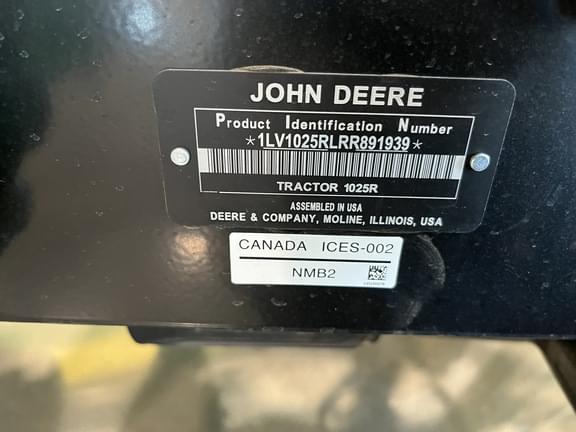 JOHN DEERE
Product Identification Number
*1LV1025RLRR891939*
TRACTOR 1025R
ASSEMBLED IN USA
DEERE & COMPANY, MOLINE, ILLINOIS, USA
CANADA ICES-002
NMB2